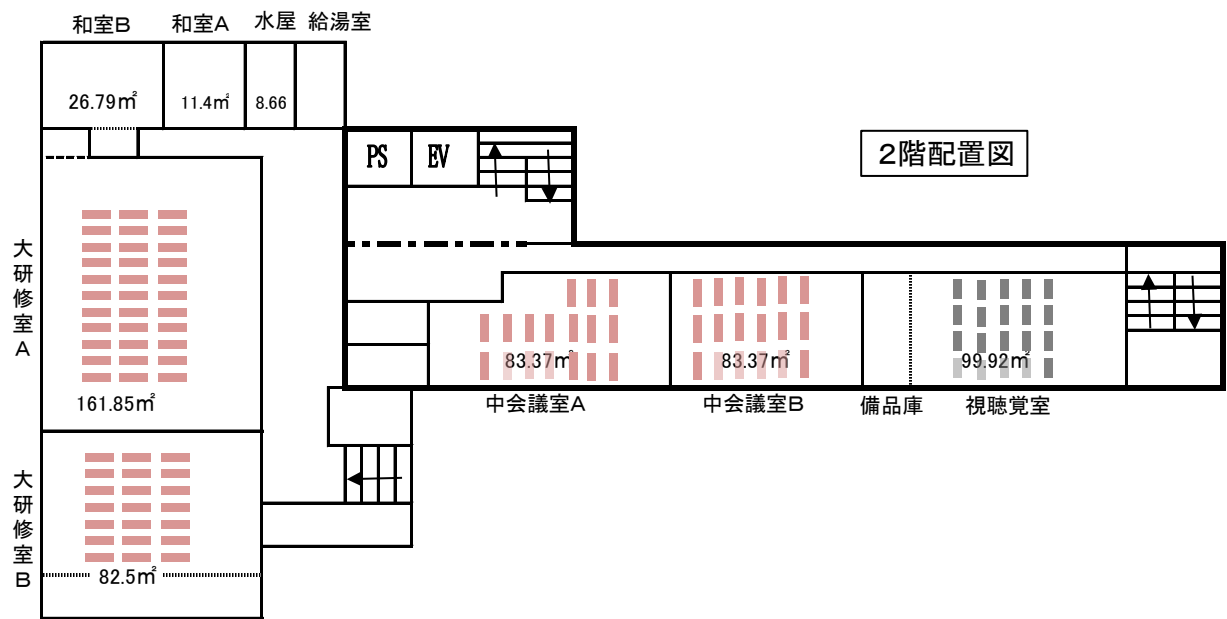 和室B 和室A 水屋 給湯室
26.79㎡ 11.4㎡ 8.66
PS EV
2階配置図
大研修室A
161.85㎡
83.37㎡ 83.37㎡ 99.92㎡
中会議室A 中会議室B 備品庫 視聴覚室
大研修室B
82.5㎡